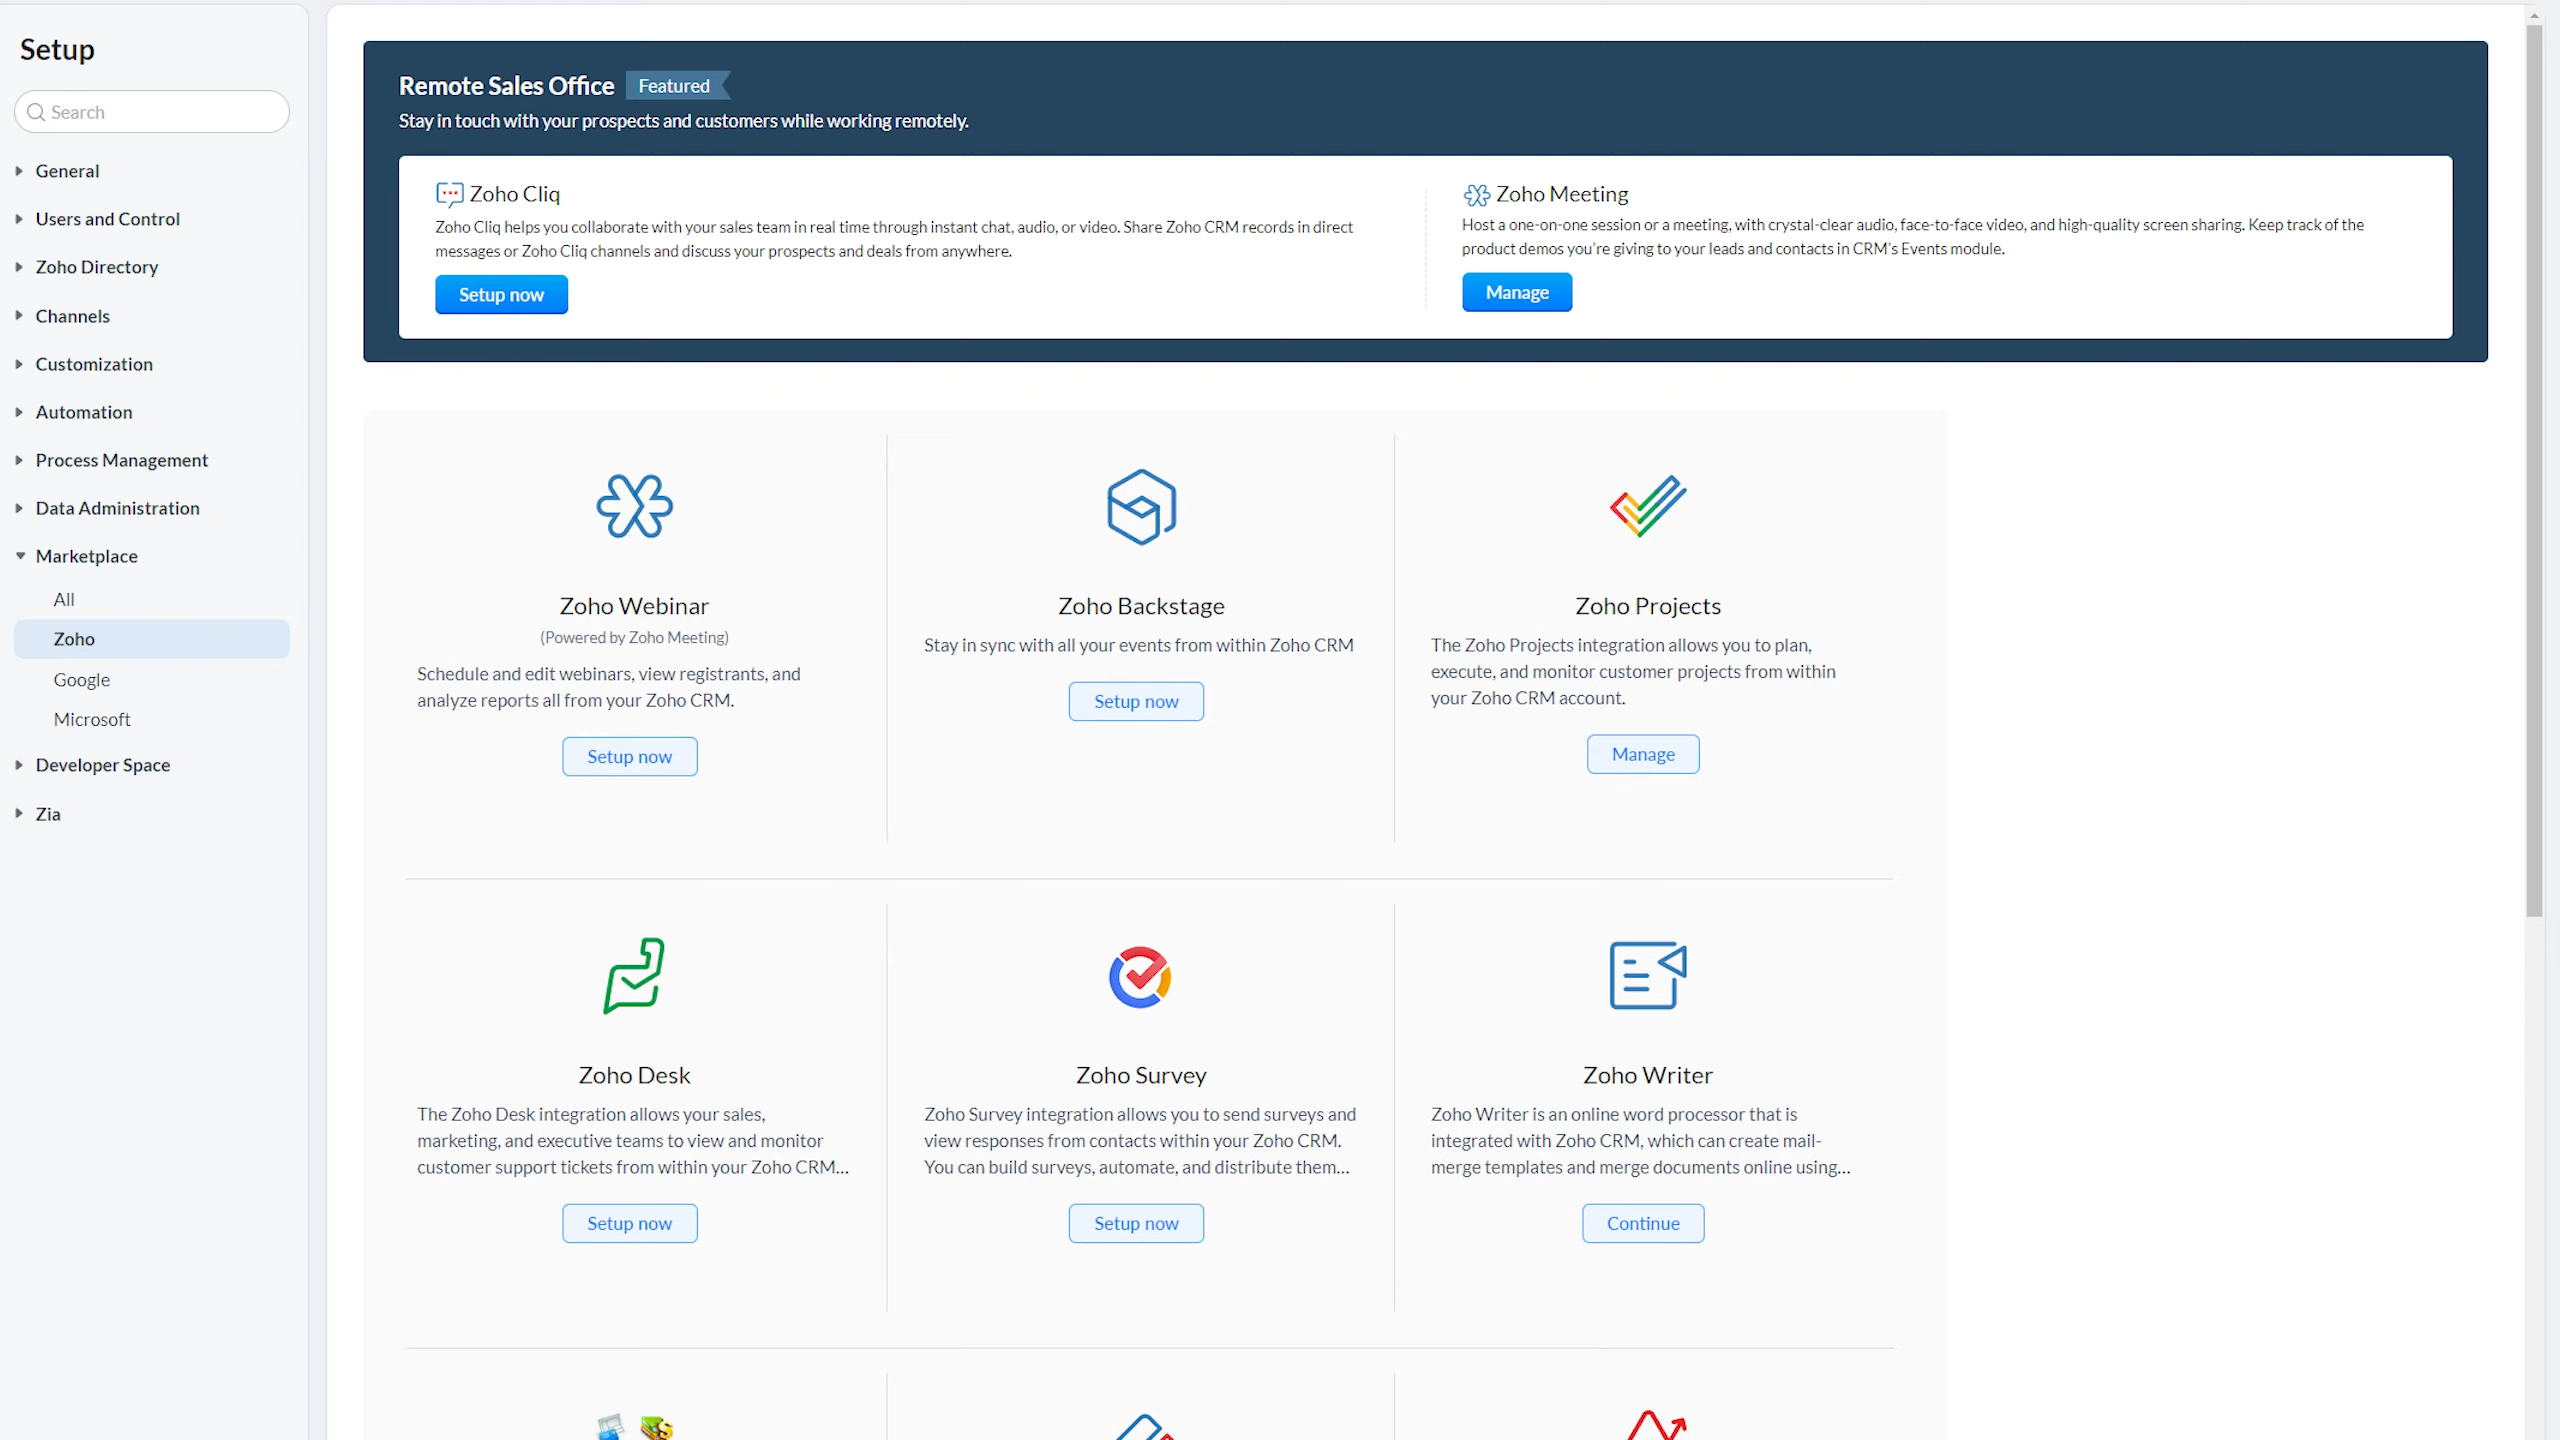 Setup
Search
General
Users and Control
Zoho Directory
Channels
Customization
Automation
Process Management
Data Administration
Marketplace
All
Zoho
Google
Microsoft
Developer Space
Zia
Remote Sales Office
Featured
Stay in touch with your prospects and customers while working remotely.
Zoho Cliq
Zoho Cliq helps you collaborate with your sales team in real time through instant chat, audio, or video. Share Zoho CRM records in direct
messages or Zoho Cliq channels and discuss your prospects and deals from anywhere.
Setup now
Zoho Meeting
Host a one-on-one session or a meeting, with crystal-clear audio, face-to-face video, and high-quality screen sharing. Keep track of the
product demos you're giving to your leads and contacts in CRM's Events module.
Manage
Zoho Webinar
(Powered by Zoho Meeting)
Schedule and edit webinars, view registrants, and
analyze reports all from your Zoho CRM.
Setup now
Zoho Backstage
Stay in sync with all your events from within Zoho CRM
Setup now
Zoho Projects
The Zoho Projects integration allows you to plan,
execute, and monitor customer projects from within
your Zoho CRM account.
Manage
Zoho Desk
The Zoho Desk integration allows your sales,
marketing, and executive teams to view and monitor
customer support tickets from within your Zoho CRM...
Setup now
Zoho Survey
Zoho Survey integration allows you to send surveys and
view responses from contacts within your Zoho CRM.
You can build surveys, automate, and distribute them...
Setup now
Zoho Writer
Zoho Writer is an online word processor that is
integrated with Zoho CRM, which can create mail-
merge templates and merge documents online using...
Continue